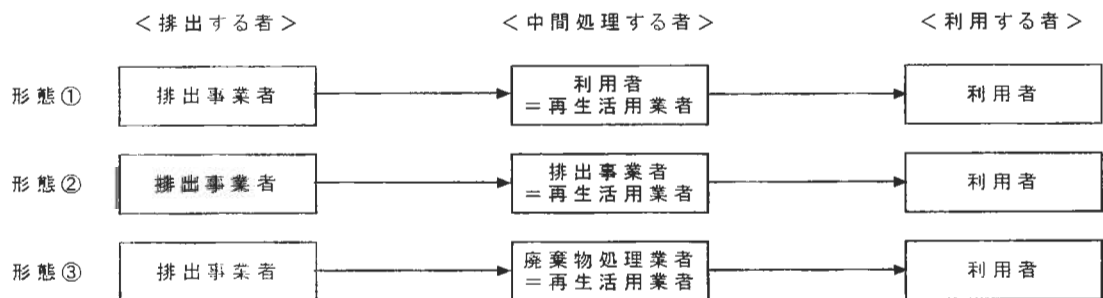 ＜排出する者＞ ＜中間処理する者＞ ＜利用する者＞
形態① 排出事業者 利用者 利用者
＝再生活用業者
形態② 排出事業者 排出事業者 利用者
＝再生活用業者
形態③ 排出事業者 廃棄物処理業者 利用者
＝再生活用業者